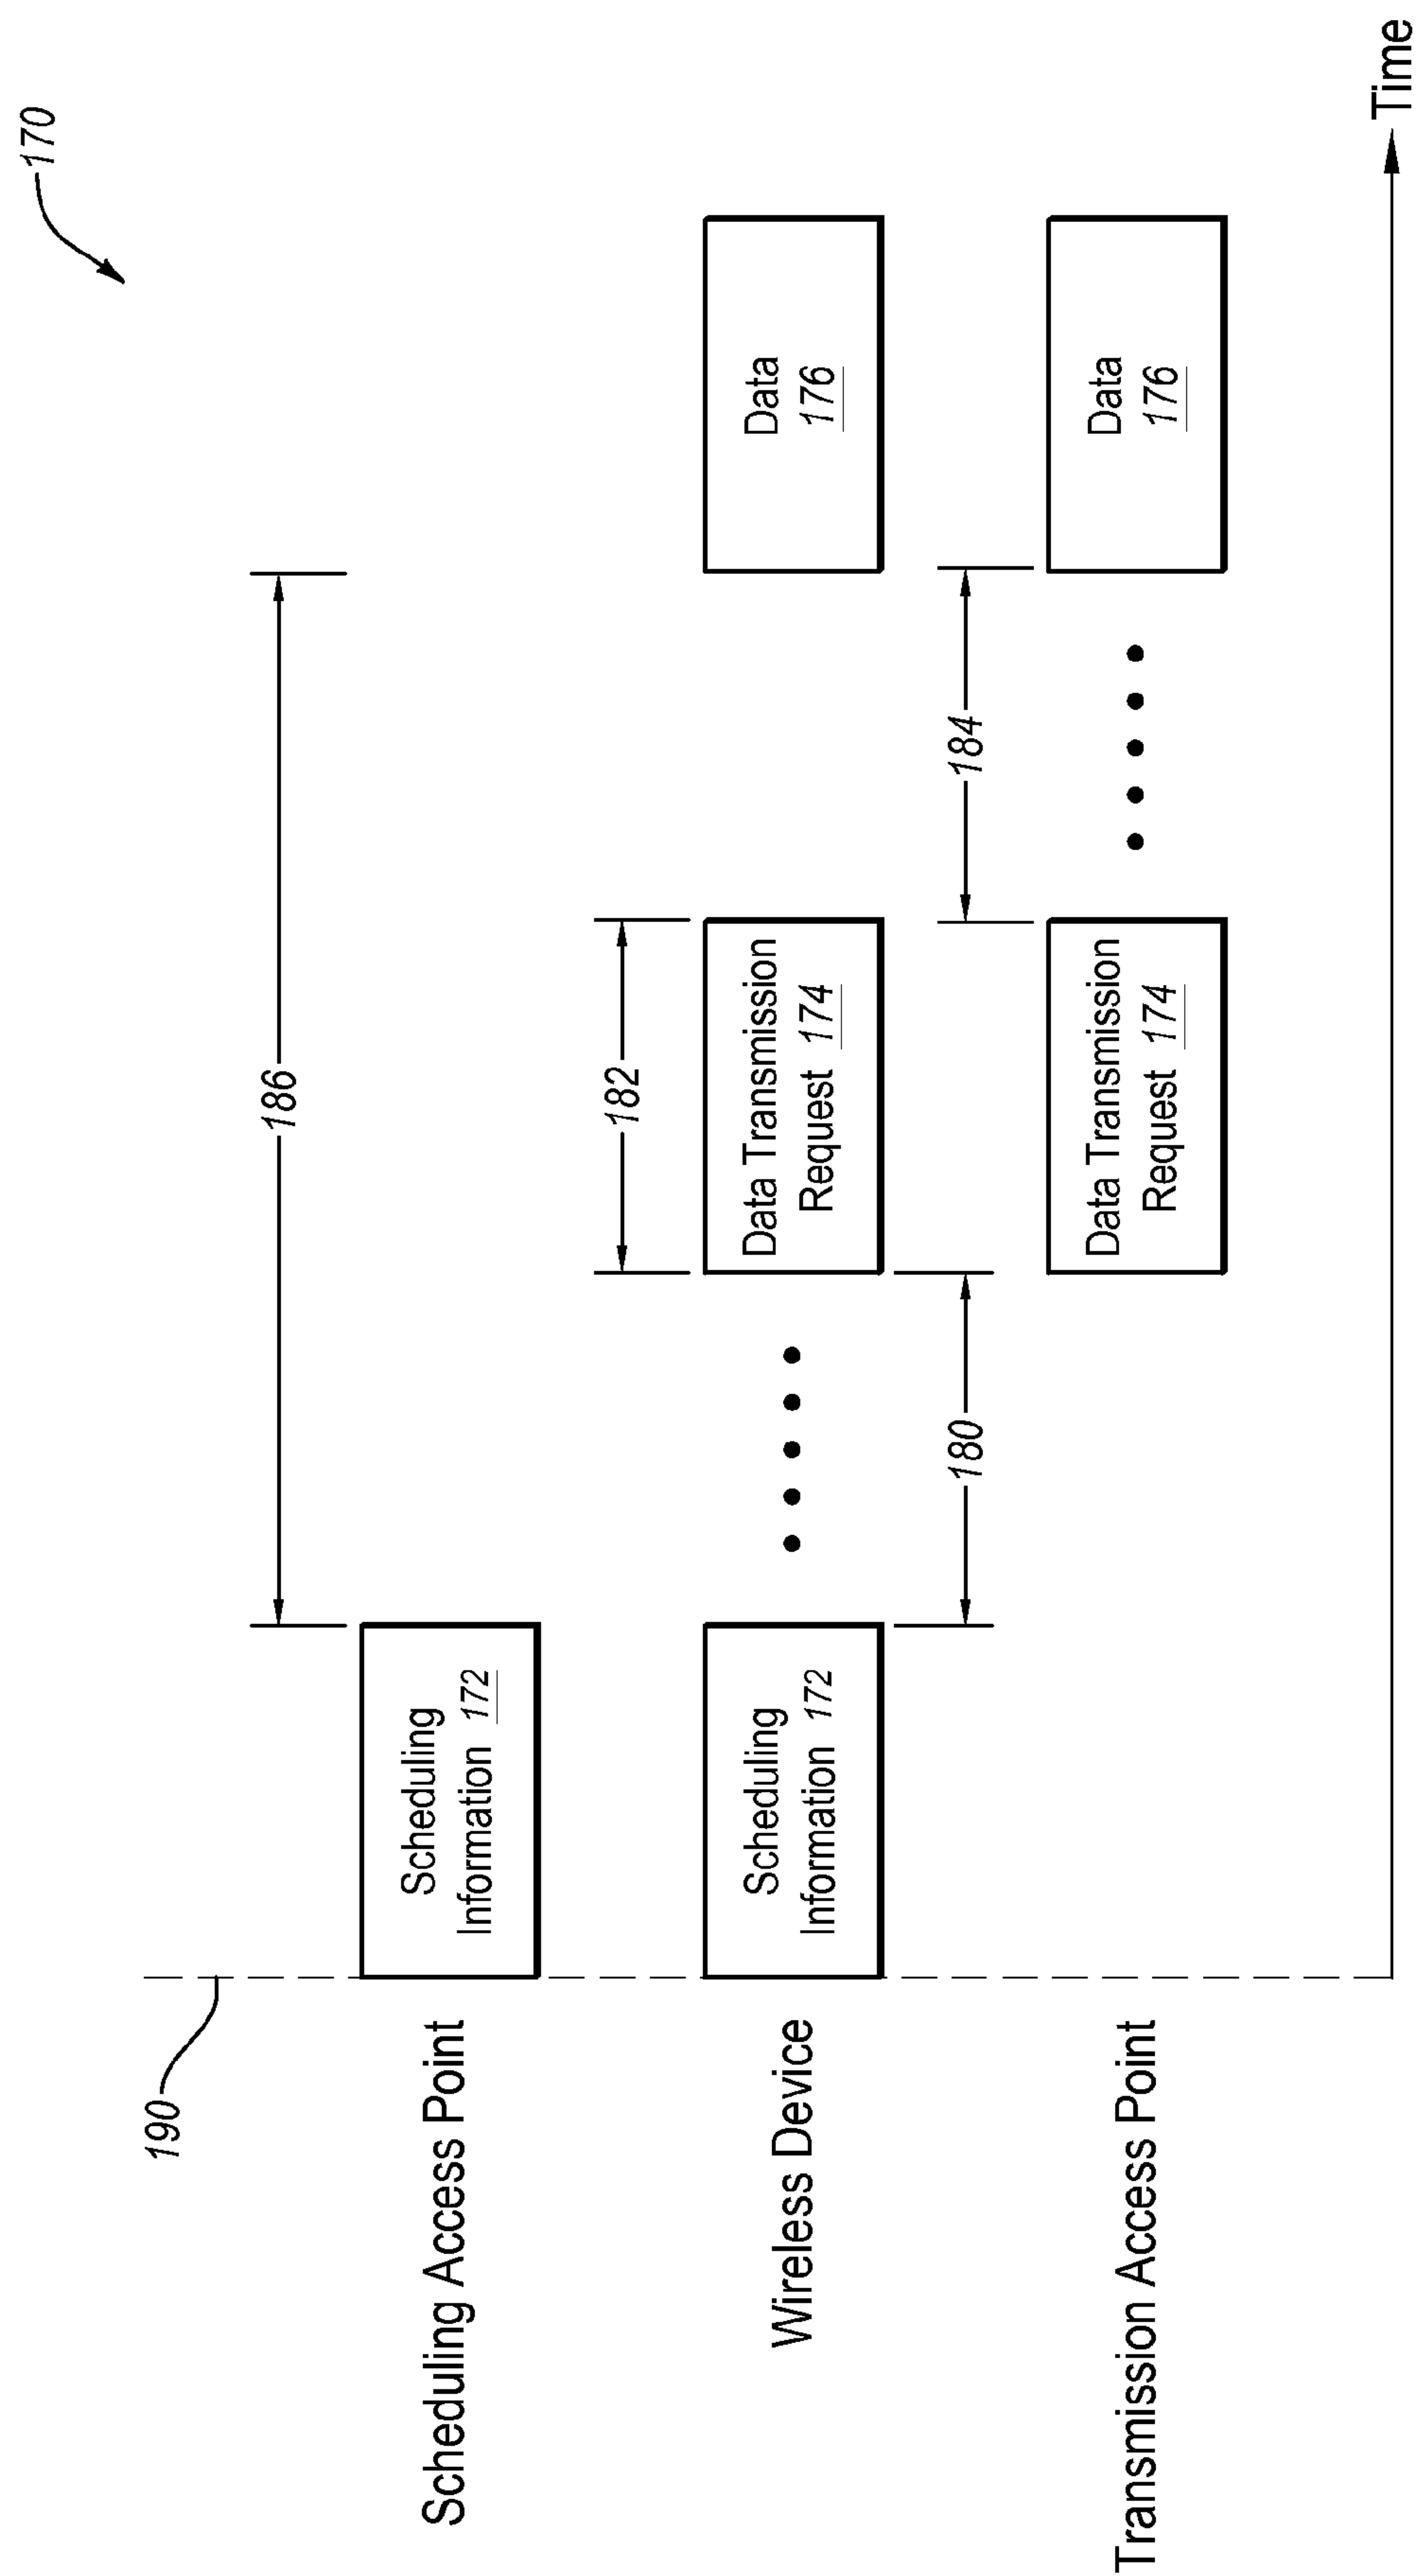 170
190
186
Scheduling Access Point
Scheduling
Information 172
182
Wireless Device
Scheduling
Information 172
Data Transmission
Request 174
Data
176
180
184
Transmission Access Point
Data Transmission
Request 174
Data
176
Time